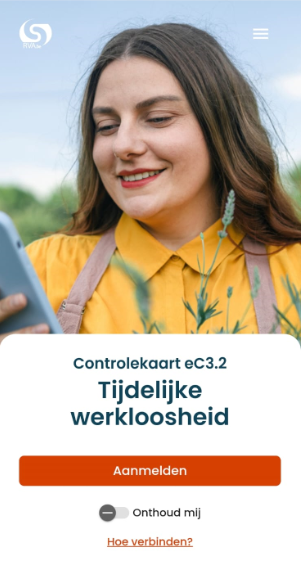 Controlekaart eC3.2
Tijdelijke
werkloosheid
Aanmelden
Onthoud mij
Hoe verbinden?